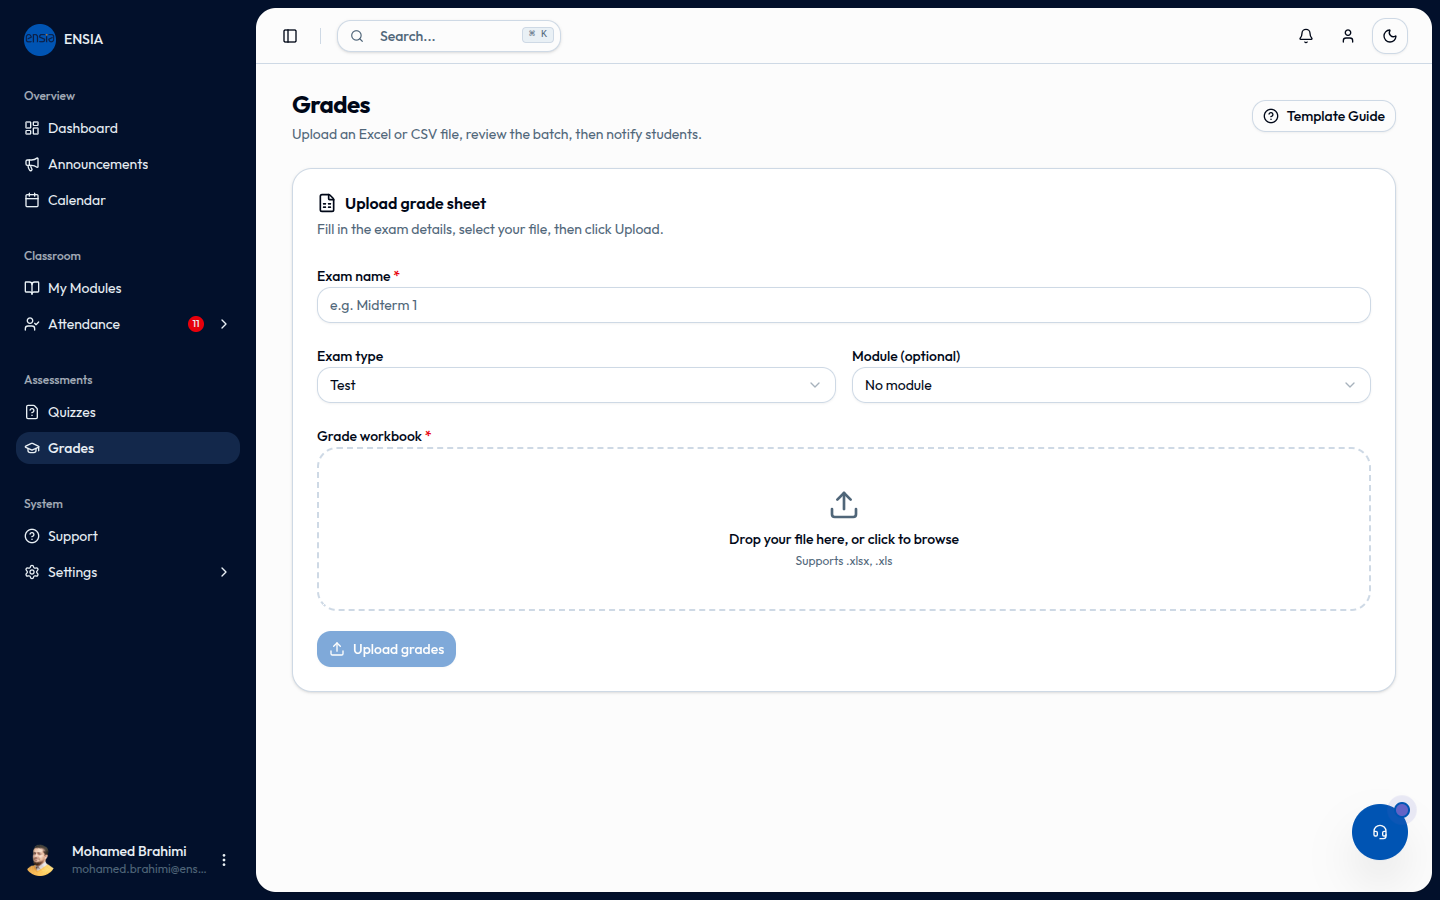 ensia
ENSIA
Overview
Dashboard
Announcements
Calendar
Classroom
My Modules
Attendance
11
Assessments
Quizzes
Grades
System
Support
Settings
Mohamed Brahimi
mohamed.brahimi@ens...
Search...
⌘ K
Grades
Upload an Excel or CSV file, review the batch, then notify students.
Template Guide
Upload grade sheet
Fill in the exam details, select your file, then click Upload.
Exam name *
e.g. Midterm 1
Exam type
Test
Module (optional)
No module
Grade workbook *
Drop your file here, or click to browse
Supports .xlsx, .xls
Upload grades